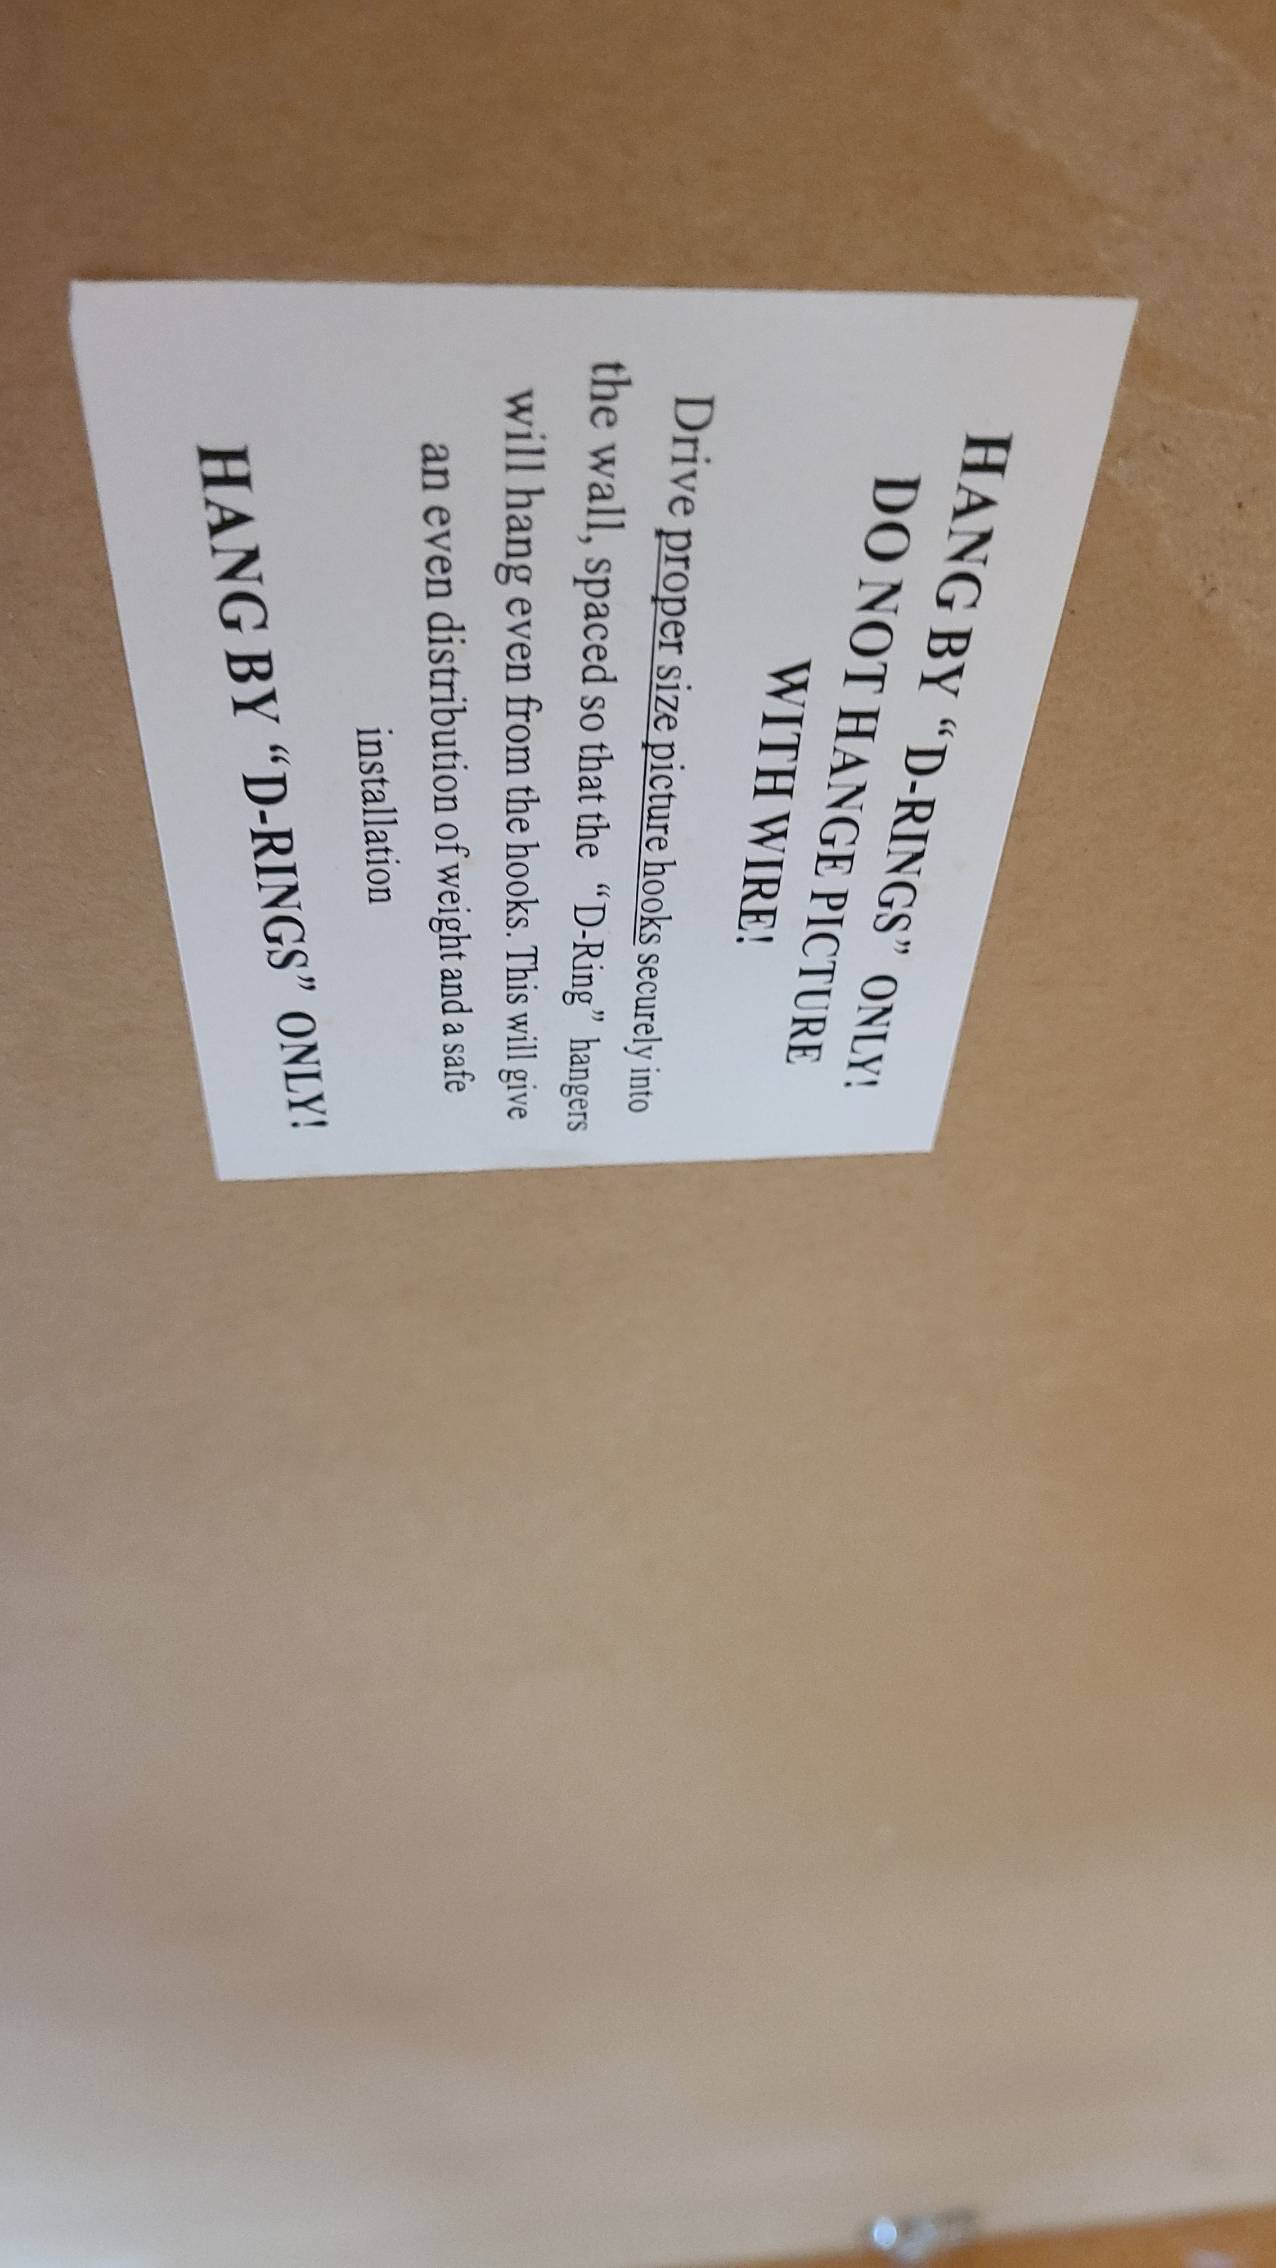 HANG BY “D-RINGS” ONLY!
DO NOT HANGE PICTURE
WITH WIRE!
Drive proper size picture hooks securely into
the wall, spaced so that the “D-Ring” hangers
will hang even from the hooks. This will give
an even distribution of weight and a safe
installation
HANG BY “D-RINGS” ONLY!